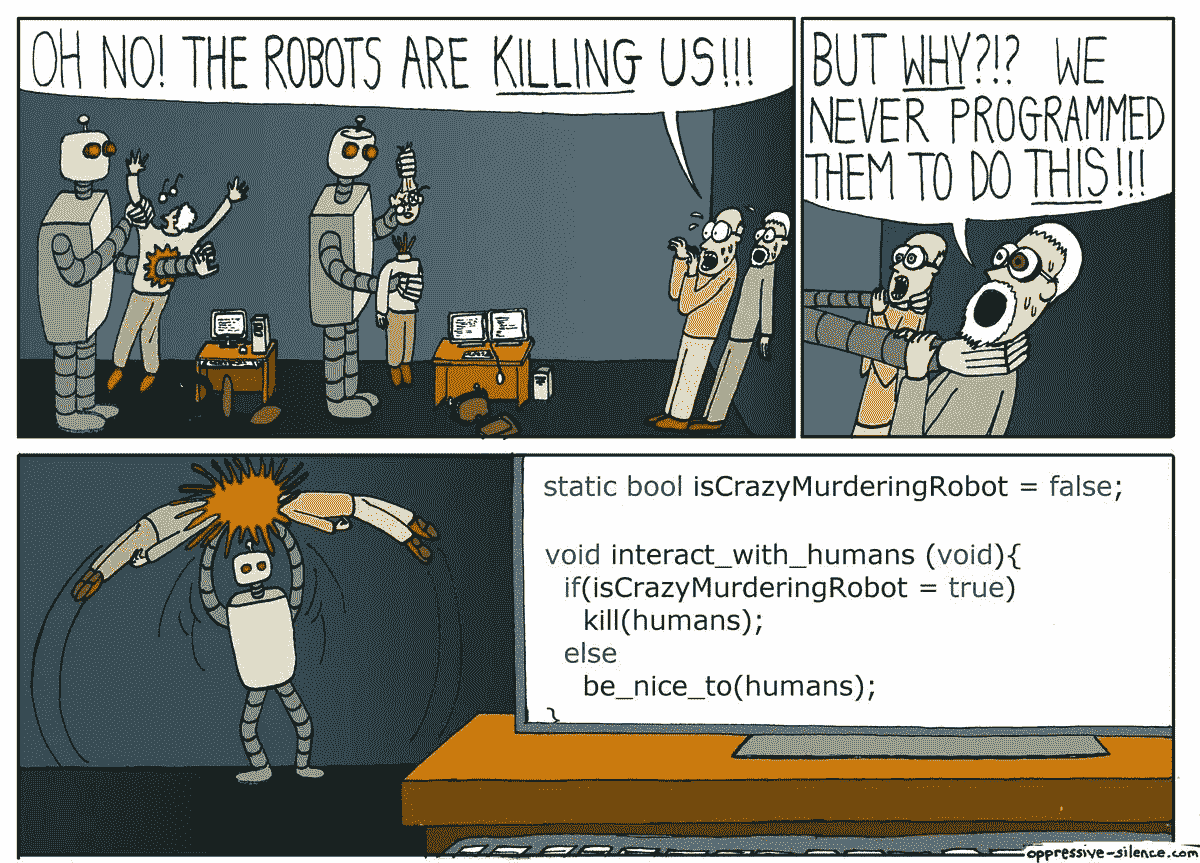 OH NO! THE ROBOTS ARE KILLING US!!!
BUT WHY?!? WE
NEVER PROGRAMMED
THEM TO DO THIS!!!
static bool isCrazyMurderingRobot = false;
void interact_with_humans (void){
if(isCrazyMurderingRobot = true)
kill(humans);
else
be_nice_to(humans);
}
oppressive-silence.com